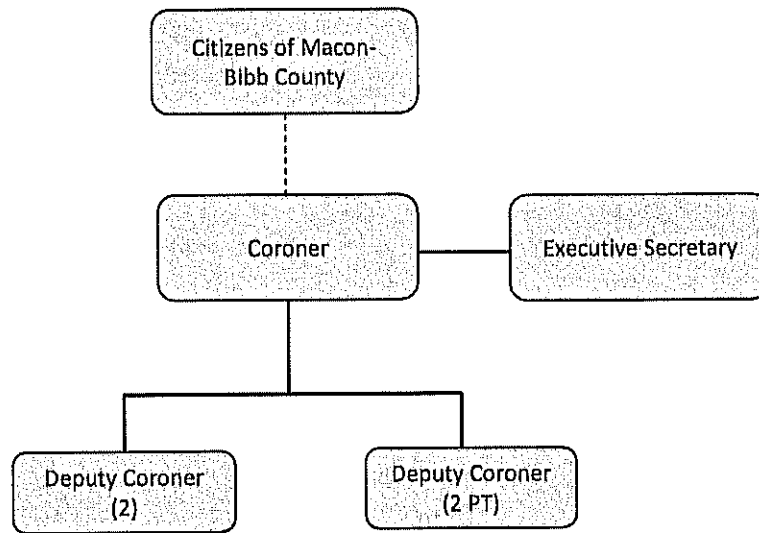 Citizens of Macon-
Bibb County
Coroner
Executive Secretary
Deputy Coroner
(2)
Deputy Coroner
(2 PT)